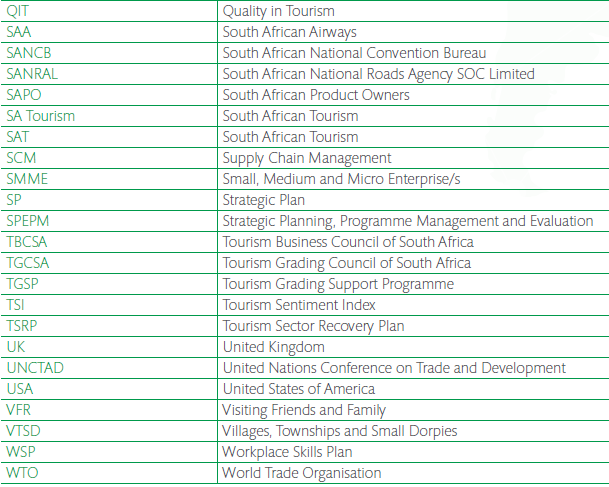 QIT Quality in Tourism
SAA South African Airways
SANCB South African National Convention Bureau
SANRAL South African National Roads Agency SOC Limited
SAPO South African Product Owners
SA Tourism South African Tourism
SAT South African Tourism
SCM Supply Chain Management
SMME Small, Medium and Micro Enterprise/s
SP Strategic Plan
SPEPM Strategic Planning, Programme Management and Evaluation
TBCSA Tourism Business Council of South Africa
TGCSA Tourism Grading Council of South Africa
TGSP Tourism Grading Support Programme
TSI Tourism Sentiment Index
TSRP Tourism Sector Recovery Plan
UK United Kingdom
UNCTAD United Nations Conference on Trade and Development
USA United States of America
VFR Visiting Friends and Family
VTSD Villages, Townships and Small Dorpies
WSP Workplace Skills Plan
WTO World Trade Organisation